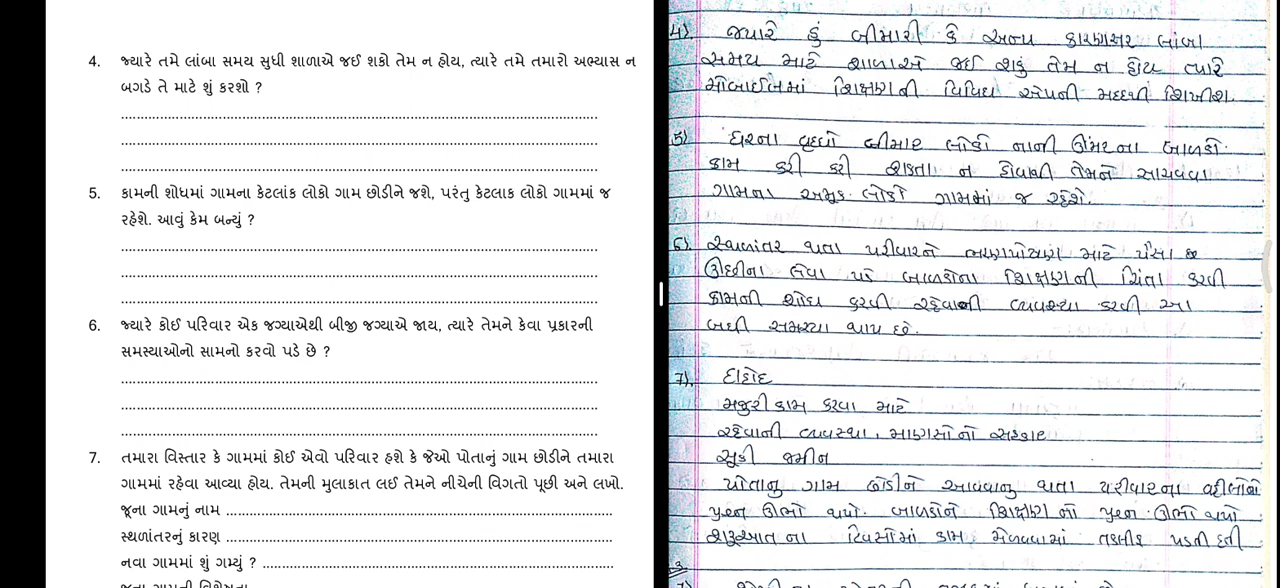 4. જ્યારે તમે લાંબા સમય સુધી શાળાએ જઈ શકો તેમ ન હોય, ત્યારે તમે તમારો અભ્યાસ ન
બગડે તે માટે શું કરશો ?
5. કામની શોધમાં ગામના કેટલાંક લોકો ગામ છોડીને જશે, પરંતુ કેટલાક લોકો ગામમાં જ
રહેશે. આવું કેમ બન્યું ?
6. જ્યારે કોઈ પરિવાર એક જગ્યાએથી બીજી જગ્યાએ જાય, ત્યારે તેમને કેવા પ્રકારની
સમસ્યાઓનો સામનો કરવો પડે છે ?
7. તમારા વિસ્તાર કે ગામમાં કોઈ એવો પરિવાર હશે કે જેઓ પોતાનું ગામ છોડીને તમારા
ગામમાં રહેવા આવ્યા હોય. તેમની મુલાકાત લઈ તેમને નીચેની વિગતો પૂછી અને લખો.
જૂના ગામનું નામ
સ્થળાંતરનું કારણ
નવા ગામમાં શું ગમ્યું ?
4) જ્યારે હું બીમારી કે અન્ય કારણોસર લાંબા
સમય માટે શાળાએ જઈ શકું તેમ ન હોય ત્યારે
મોબાઈલમાં શિક્ષણની વિવિધ એપની મદદથી શિખીશ.
5) ઘરના વૃદ્ધો બીમાર લોકો નાની ઊંમરના બાળકો
કામ કરી કરી શકતા ન હોવાથી તેમને સાચવવા
ગામના અમુક લોકો ગામમાં જ રહેશે.
6) સ્થળાંતર થતા પરીવારને ભરણપોષણ માટે પૈસા
ઊછીના લેવા પડે બાળકોના શિક્ષણની ચિંતા કરવી
કામની શોધ કરવી રહેવાની વ્યવસ્થા કરવી આ
બધી સમસ્યા થાય છે.
7) દાહોદ
મજુરી કામ કરવા માટે
રહેવાની વ્યવસ્થા, માણસોનો સહકાર
સુકી જમીન
પોતાનુ ગામ છોડીને આવવાનુ થતા પરીવારના વડીલોનો
પ્રશ્ન ઊભો થયો. બાળકોને શિક્ષણ નો પ્રશ્ન ઊભો થયો
શરૂઆત ના દિવસોમાં કામ મેળવવામાં તકલીફ પડતી હતી